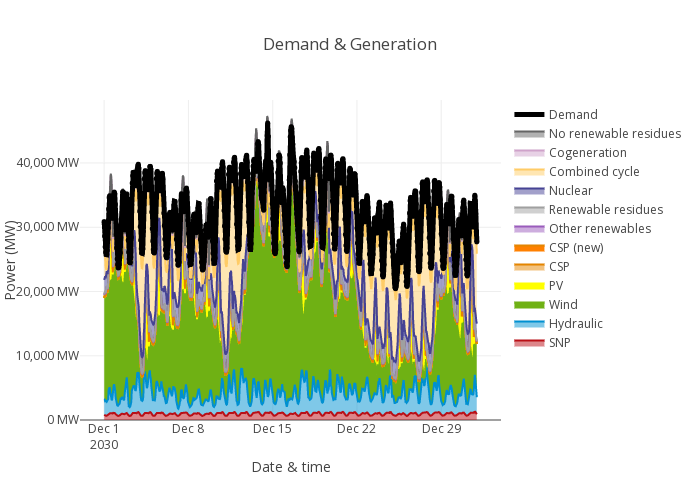 Demand & Generation
Power (MW)
40,000 MW
30,000 MW
20,000 MW
10,000 MW
0 MW
Dec 1
2030
Dec 8
Dec 15
Dec 22
Dec 29
Date & time
Demand
No renewable residues
Cogeneration
Combined cycle
Nuclear
Renewable residues
Other renewables
CSP (new)
CSP
PV
Wind
Hydraulic
SNP